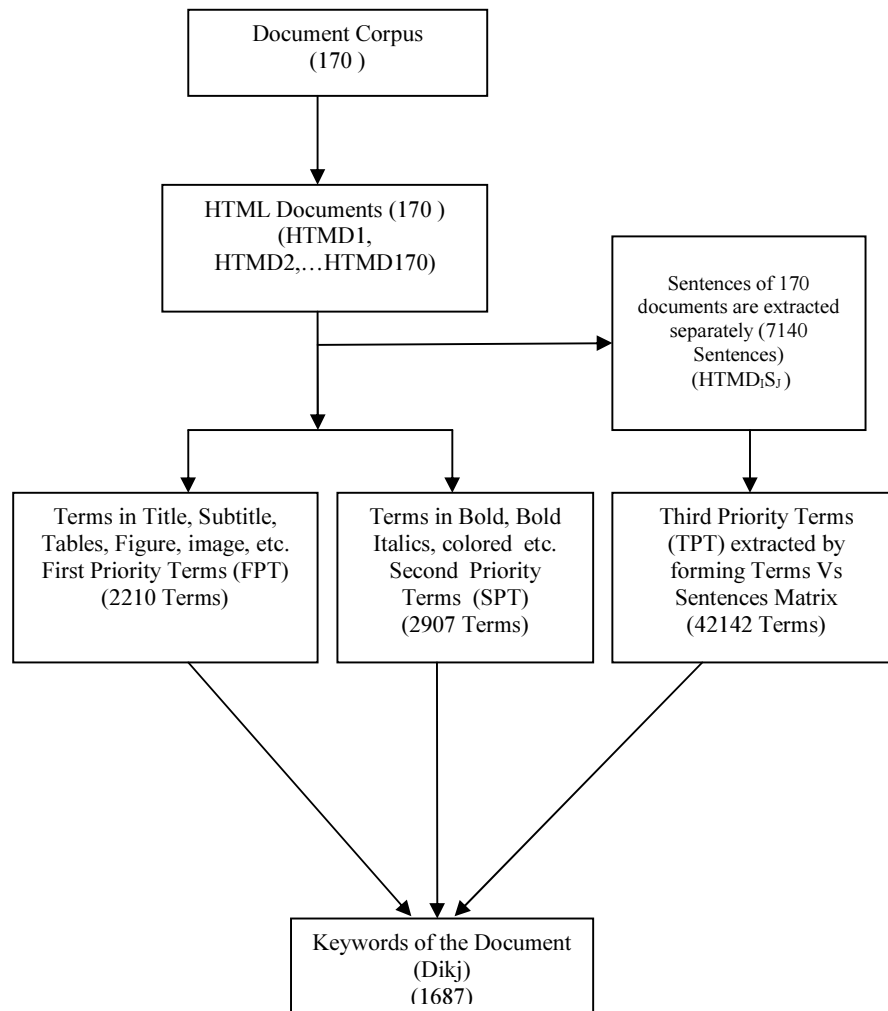 Document Corpus
(170 )
HTML Documents (170 )
(HTMD1,
HTMD2,…HTMD170)
Sentences of 170
documents are extracted
separately (7140
Sentences)
(HTMDISJ )
Terms in Title, Subtitle,
Tables, Figure, image, etc.
First Priority Terms (FPT)
(2210 Terms)
Terms in Bold, Bold
Italics, colored etc.
Second Priority
Terms (SPT)
(2907 Terms)
Third Priority Terms
(TPT) extracted by
forming Terms Vs
Sentences Matrix
(42142 Terms)
Keywords of the Document
(Dikj)
(1687)